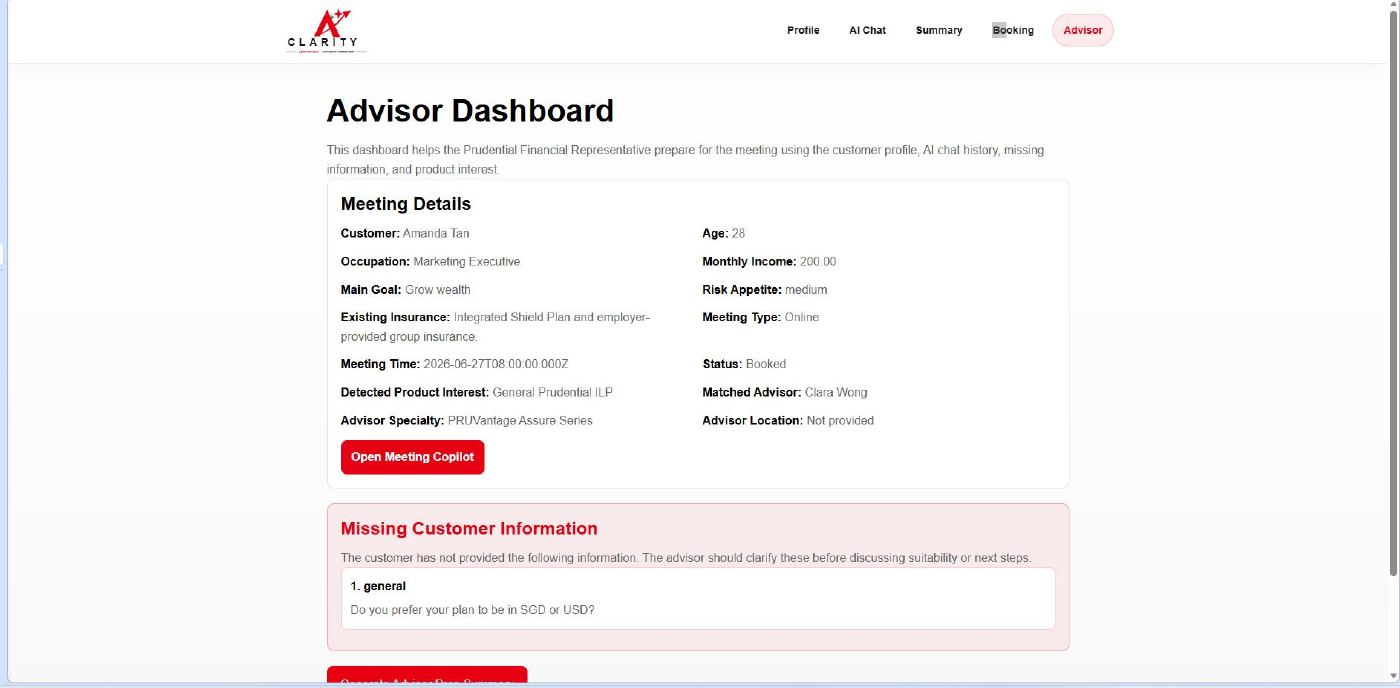 CLARITY
Profile
AI Chat
Summary
Booking
Advisor
Advisor Dashboard
This dashboard helps the Prudential Financial Representative prepare for the meeting using the customer profile, AI chat history, missing
information, and product interest.
Meeting Details
Customer: Amanda Tan
Age: 28
Occupation: Marketing Executive
Monthly Income: 200.00
Main Goal: Grow wealth
Risk Appetite: medium
Existing Insurance: Integrated Shield Plan and employer-
provided group insurance.
Meeting Type: Online
Meeting Time: 2026-06-27T08:00:00.000Z
Status: Booked
Detected Product Interest: General Prudential ILP
Matched Advisor: Clara Wong
Advisor Specialty: PRUVantage Assure Series
Advisor Location: Not provided
Open Meeting Copilot
Missing Customer Information
The customer has not provided the following information. The advisor should clarify these before discussing suitability or next steps.
1. general
Do you prefer your plan to be in SGD or USD?
Generate Advisor Prep Summary